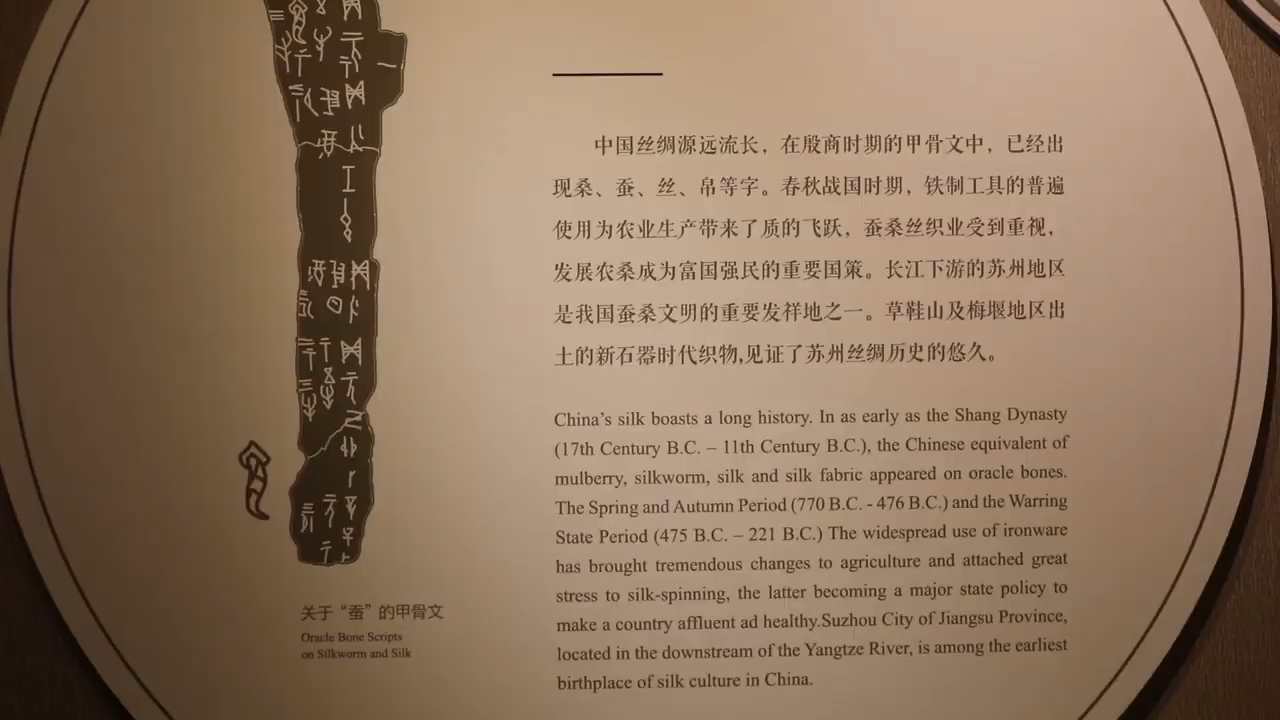 中国丝绸源远流长，在殷商时期的甲骨文中，已经出
现桑、蚕、丝、帛等字。春秋战国时期，铁制工具的普遍
使用为农业生产带来了质的飞跃，蚕桑丝织业受到重视，
发展农桑成为富国强民的重要国策。长江下游的苏州地区
是我国蚕桑文明的重要发祥地之一。草鞋山及梅堰地区出
土的新石器时代织物,见证了苏州丝绸历史的悠久。
China's silk boasts a long history. In as early as the Shang Dynasty
(17th Century B.C. – 11th Century B.C.), the Chinese equivalent of
mulberry, silkworm, silk and silk fabric appeared on oracle bones.
The Spring and Autumn Period (770 B.C. - 476 B.C.) and the Warring
State Period (475 B.C. – 221 B.C.) The widespread use of ironware
has brought tremendous changes to agriculture and attached great
stress to silk-spinning, the latter becoming a major state policy to
make a country affluent ad healthy.Suzhou City of Jiangsu Province,
located in the downstream of the Yangtze River, is among the earliest
birthplace of silk culture in China.
关于“蚕”的甲骨文
Oracle Bone Scripts
on Silkworm and Silk